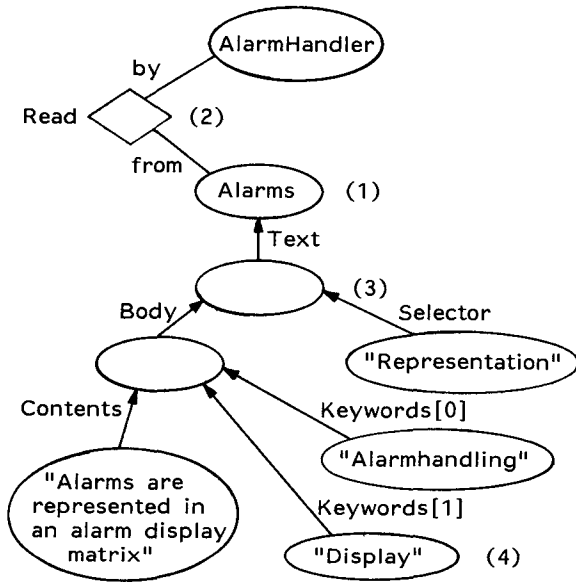 AlarmHandler
by
Read
(2)
from
Alarms
(1)
Text
(3)
Body
Selector
"Representation"
Contents
Keywords[0]
"Alarmhandling"
"Alarms are
represented in
an alarm display
matrix"
Keywords[1]
"Display"
(4)